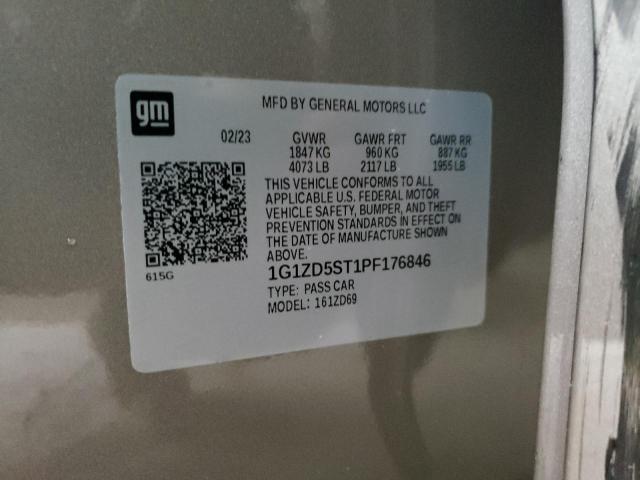 gm
MFD BY GENERAL MOTORS LLC
02/23 GVWR GAWR FRT GAWR RR
1847 KG 960 KG 887 KG
4073 LB 2117 LB 1955 LB
THIS VEHICLE CONFORMS TO ALL
APPLICABLE U.S. FEDERAL MOTOR
VEHICLE SAFETY, BUMPER, AND THEFT
PREVENTION STANDARDS IN EFFECT ON
THE DATE OF MANUFACTURE SHOWN
ABOVE.
615G
1G1ZD5ST1PF176846
TYPE: PASS CAR
MODEL: 161ZD69